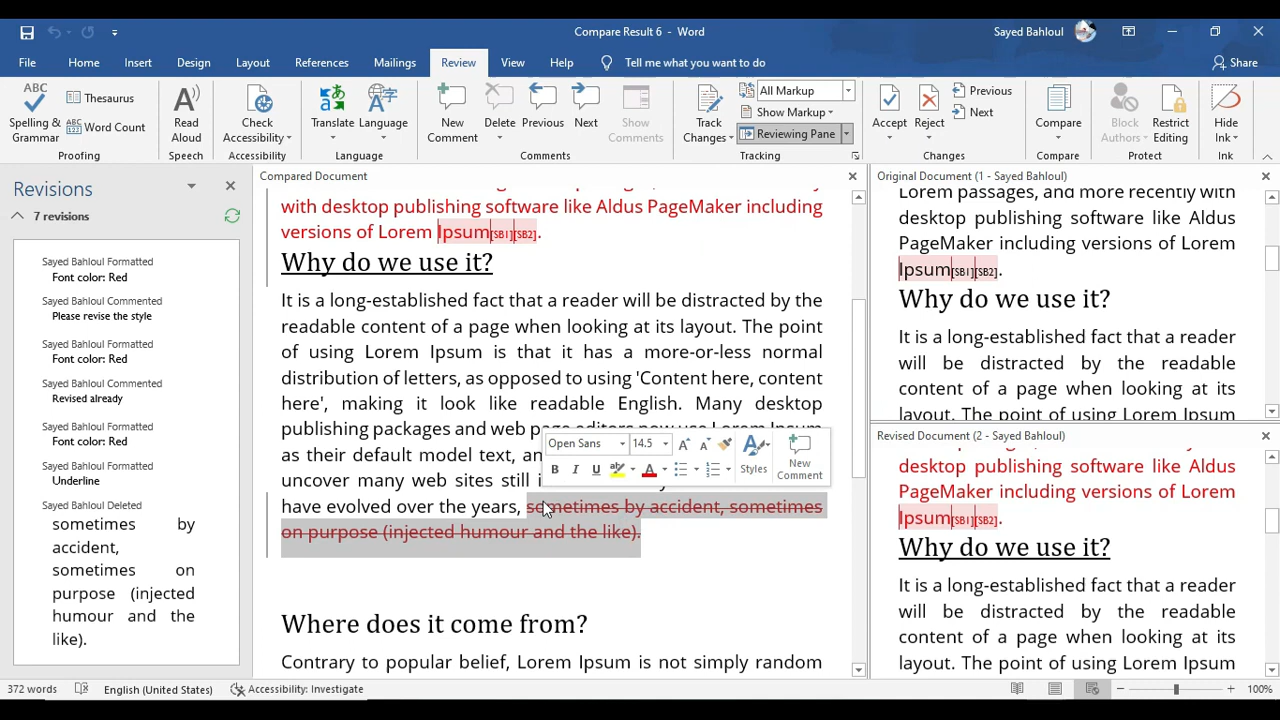 Compare Result 6 - Word
Sayed Bahloul
File Home Insert Design Layout References Mailings Review View Help Tell me what you want to do Share
ABC
Spelling & Grammar
Thesaurus
ABC
123
Word Count
Proofing
Read Aloud
Speech
Check Accessibility
Accessibility
Translate
Language
Language
New Comment
Delete
Previous
Next
Show Comments
Comments
Track Changes
All Markup
Show Markup
Reviewing Pane
Tracking
Accept
Reject
Previous
Next
Changes
Compare
Compare
Block Authors
Restrict Editing
Protect
Hide Ink
Ink
Revisions
7 revisions
Sayed Bahloul Formatted
Font color: Red
Sayed Bahloul Commented
Please revise the style
Sayed Bahloul Formatted
Font color: Red
Sayed Bahloul Commented
Revised already
Sayed Bahloul Formatted
Font color: Red
Sayed Bahloul Formatted
Underline
Sayed Bahloul Deleted
sometimes by
accident,
sometimes on
purpose (injected
humour and the
like).
Compared Document
with desktop publishing software like Aldus PageMaker including
versions of Lorem Ipsum[SB1][SB2].
Why do we use it?
It is a long-established fact that a reader will be distracted by the
readable content of a page when looking at its layout. The point
of using Lorem Ipsum is that it has a more-or-less normal
distribution of letters, as opposed to using 'Content here, content
here', making it look like readable English. Many desktop
publishing packages and web page editors now use Lorem Ipsum
as their default model text, an
uncover many web sites still i
have evolved over the years, sometimes by accident, sometimes
on purpose (injected humour and the like).
Open Sans 14.5
B I U ab A Styles New Comment
Where does it come from?
Contrary to popular belief, Lorem Ipsum is not simply random
Original Document (1 - Sayed Bahloul)
Lorem passages, and more recently with
desktop publishing software like Aldus
PageMaker including versions of Lorem
Ipsum[SB1][SB2].
Why do we use it?
It is a long-established fact that a reader
will be distracted by the readable
content of a page when looking at its
layout. The point of using Lorem Ipsum
Revised Document (2 - Sayed Bahloul)
desktop publishing software like Aldus
PageMaker including versions of Lorem
Ipsum[SB1][SB2].
Why do we use it?
It is a long-established fact that a reader
will be distracted by the readable
content of a page when looking at its
layout. The point of using Lorem Ipsum
372 words English (United States) Accessibility: Investigate 100%